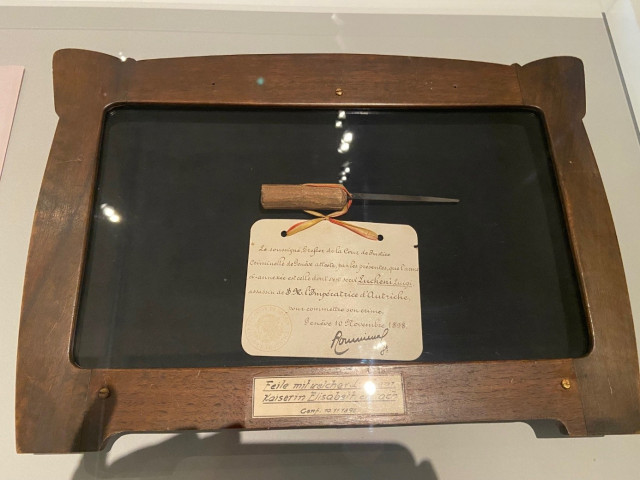 "Le soussigné Greffier de la Cour de Justice
Criminelle de Genève atteste, par les présentes, que l'arme
ci-annexée est celle dont s'est servi Lucheni Luigi
assassin de S. M. l'Impératrice d'Autriche
pour commettre son crime.
Genève 10 Novembre 1898.
Feile mit welcher
Kaiserin Elisabeth
Genf.